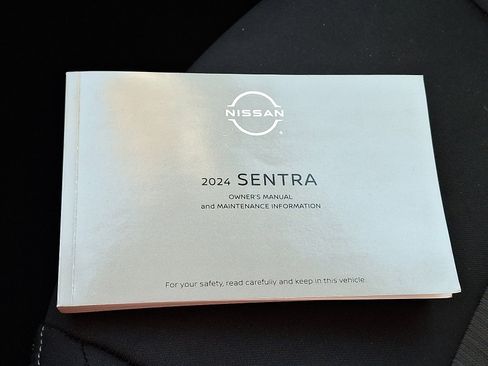 NISSAN
2024 SENTRA
OWNER'S MANUAL
and MAINTENANCE INFORMATION
For your safety, read carefully and keep in this vehicle.